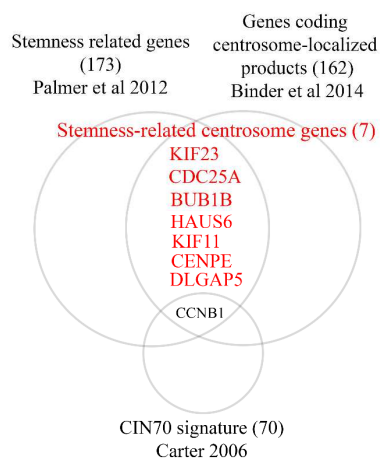 Stemness related genes
(173)
Palmer et al 2012
Genes coding
centrosome-localized
products (162)
Binder et al 2014
Stemness-related centrosome genes (7)
KIF23
CDC25A
BUB1B
HAUS6
KIF11
CENPE
DLGAP5
CCNB1
CIN70 signature (70)
Carter 2006